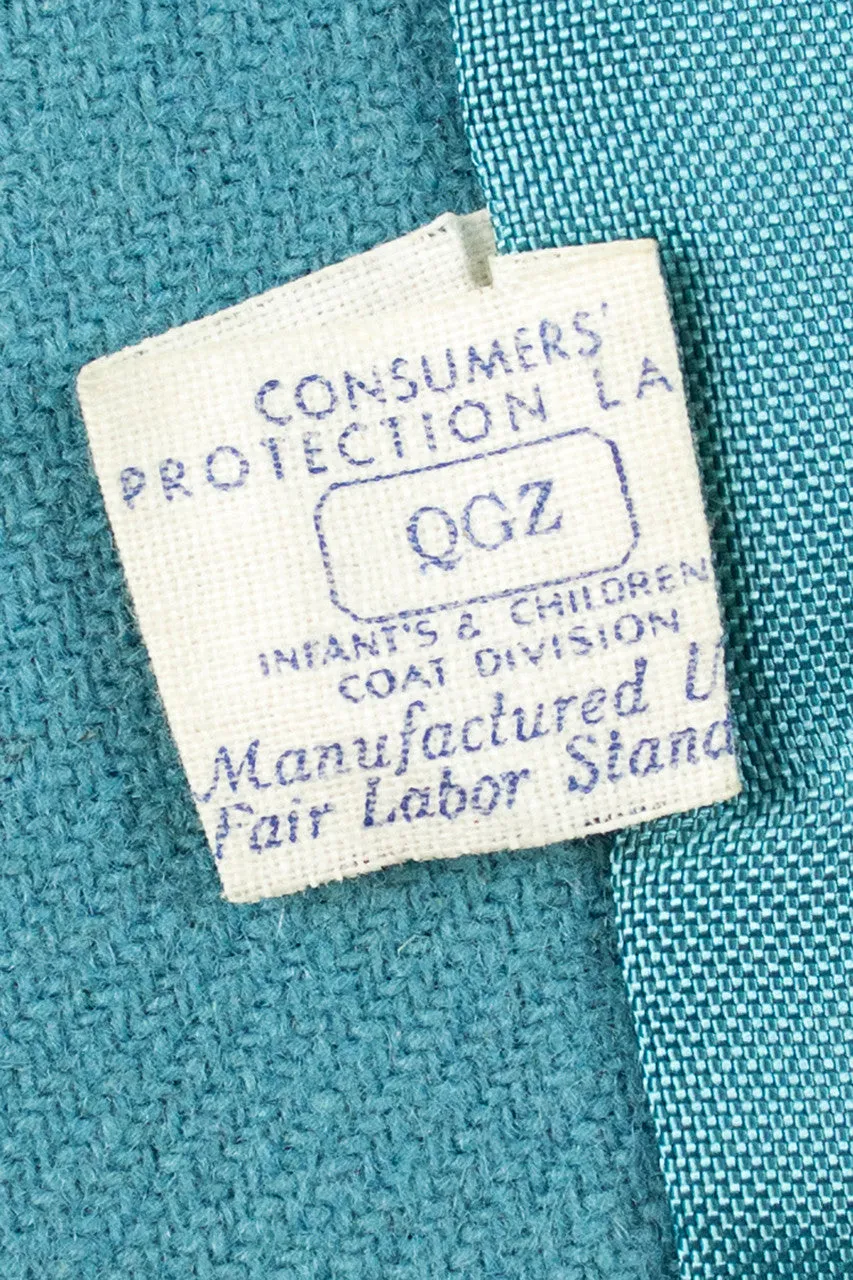 CONSUMERS'
PROTECTION LA
QGZ
INFANT'S & CHILDREN
COAT DIVISION
Manufactured U
Fair Labor Stand